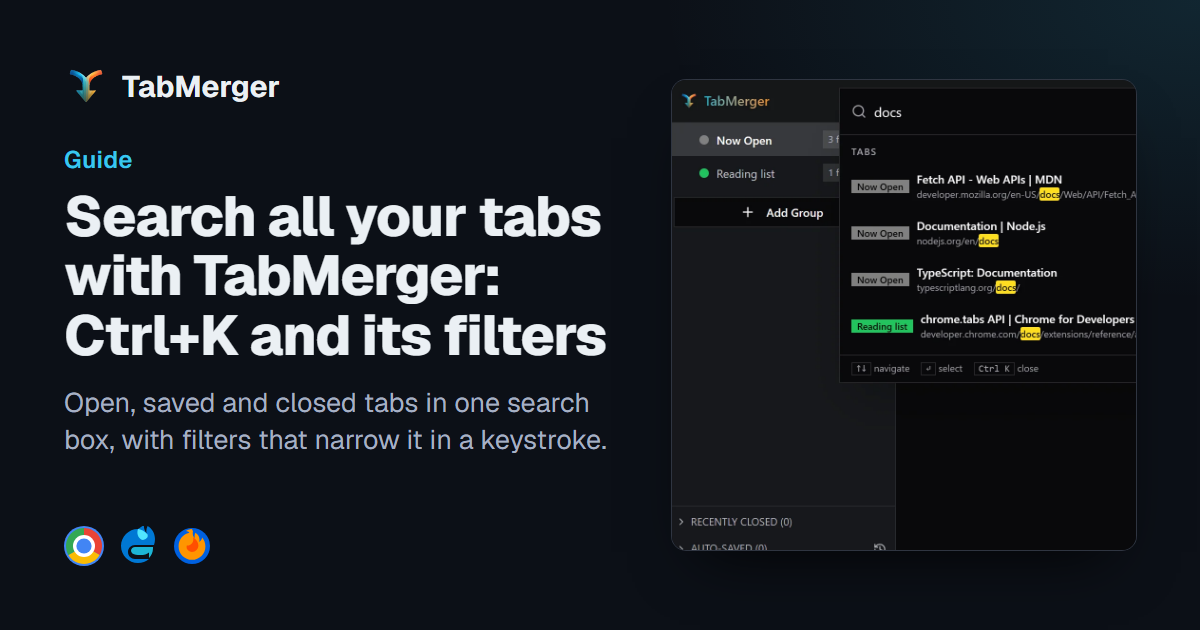 TabMerger
Guide
Search all your tabs
with TabMerger:
Ctrl+K and its filters
Open, saved and closed tabs in one search
box, with filters that narrow it in a keystroke.
TabMerger
Now Open
3 f
Reading list
1 f
+ Add Group
RECENTLY CLOSED (0)
AUTO-SAVED (0)
docs
TABS
Now Open
Fetch API - Web APIs | MDN
developer.mozilla.org/en-US/docs/Web/API/Fetch_A
Now Open
Documentation | Node.js
nodejs.org/en/docs
Now Open
TypeScript: Documentation
typescriptlang.org/docs/
Reading list
chrome.tabs API | Chrome for Developers
developer.chrome.com/docs/extensions/reference/
↑↓ navigate ↵ select Ctrl K close